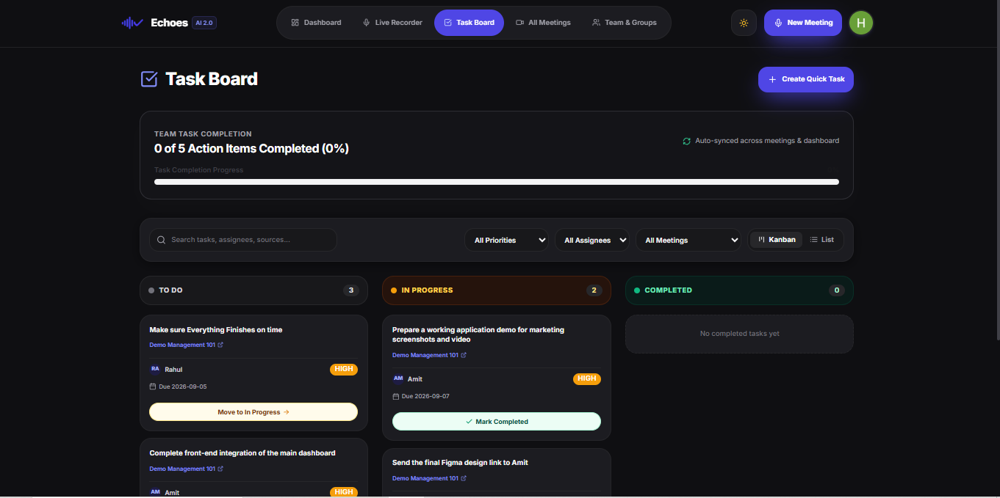 Echoes AI 2.0
Dashboard
Live Recorder
Task Board
All Meetings
Team & Groups
New Meeting
H
Task Board
Create Quick Task
TEAM TASK COMPLETION
0 of 5 Action Items Completed (0%)
Auto-synced across meetings & dashboard
Task Completion Progress
Search tasks, assignees, sources...
All Priorities
All Assignees
All Meetings
Kanban
List
TO DO 3
Make sure Everything Finishes on time
Demo Management 101
RA Rahul HIGH
Due 2026-09-05
Move to In Progress →
Complete front-end integration of the main dashboard
Demo Management 101
AM Amit HIGH
IN PROGRESS 2
Prepare a working application demo for marketing
screenshots and video
Demo Management 101
AM Amit HIGH
Due 2026-09-07
Mark Completed
Send the final Figma design link to Amit
Demo Management 101
COMPLETED 0
No completed tasks yet